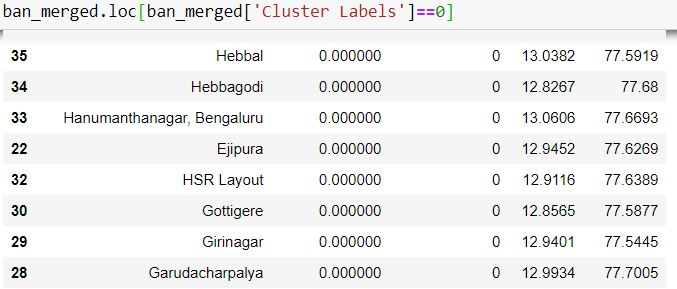 ban_merged.loc[ban_merged['Cluster Labels']==0]
35 Hebbal 0.000000 0 13.0382 77.5919
34 Hebbagodi 0.000000 0 12.8267 77.68
33 Hanumanthanagar, Bengaluru 0.000000 0 13.0606 77.6693
22 Ejipura 0.000000 0 12.9452 77.6269
32 HSR Layout 0.000000 0 12.9116 77.6389
30 Gottigere 0.000000 0 12.8565 77.5877
29 Girinagar 0.000000 0 12.9401 77.5445
28 Garudacharpalya 0.000000 0 12.9934 77.7005